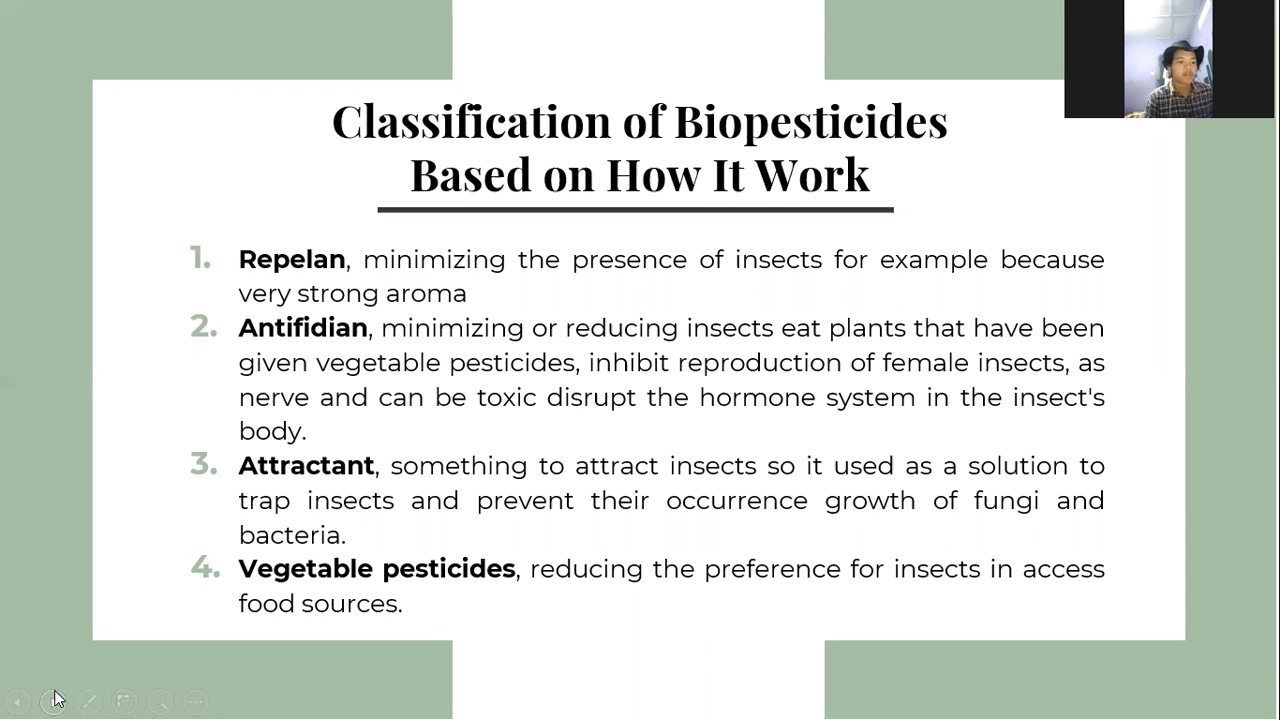 Classification of Biopesticides
Based on How It Work
1. Repelan, minimizing the presence of insects for example because
very strong aroma
2. Antifidian, minimizing or reducing insects eat plants that have been
given vegetable pesticides, inhibit reproduction of female insects, as
nerve and can be toxic disrupt the hormone system in the insect's
body.
3. Attractant, something to attract insects so it used as a solution to
trap insects and prevent their occurrence growth of fungi and
bacteria.
4. Vegetable pesticides, reducing the preference for insects in access
food sources.